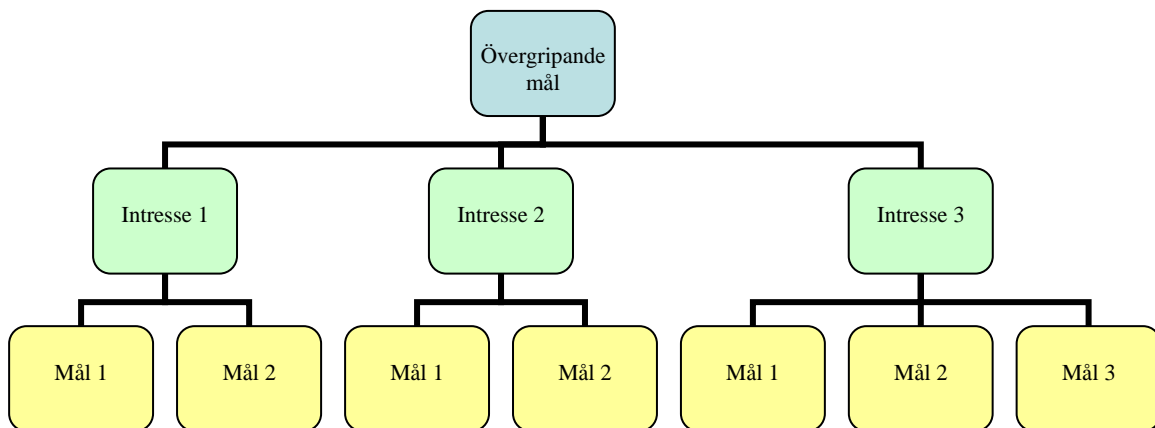 Övergripande
mål
Intresse 1
Intresse 2
Intresse 3
Mål 1
Mål 2
Mål 1
Mål 2
Mål 1
Mål 2
Mål 3